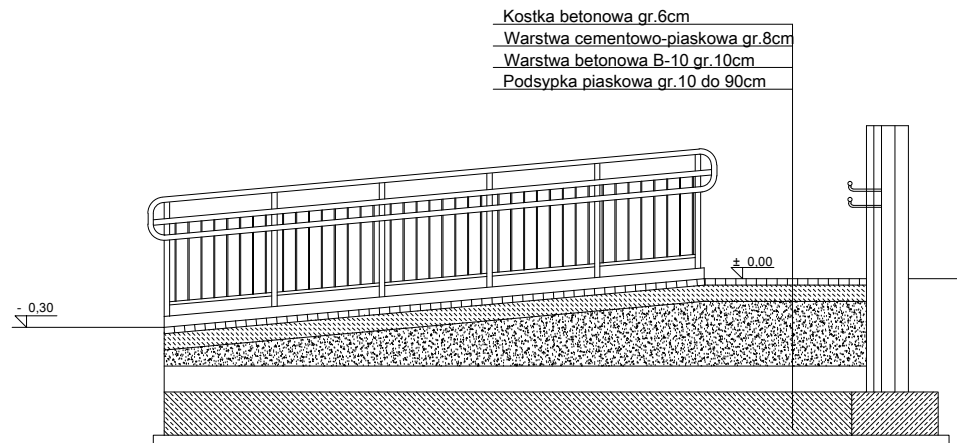 Kostka betonowa gr.6cm
Warstwa cementowo-piaskowa gr.8cm
Warstwa betonowa B-10 gr.10cm
Podsypka piaskowa gr.10 do 90cm
± 0,00
- 0,30